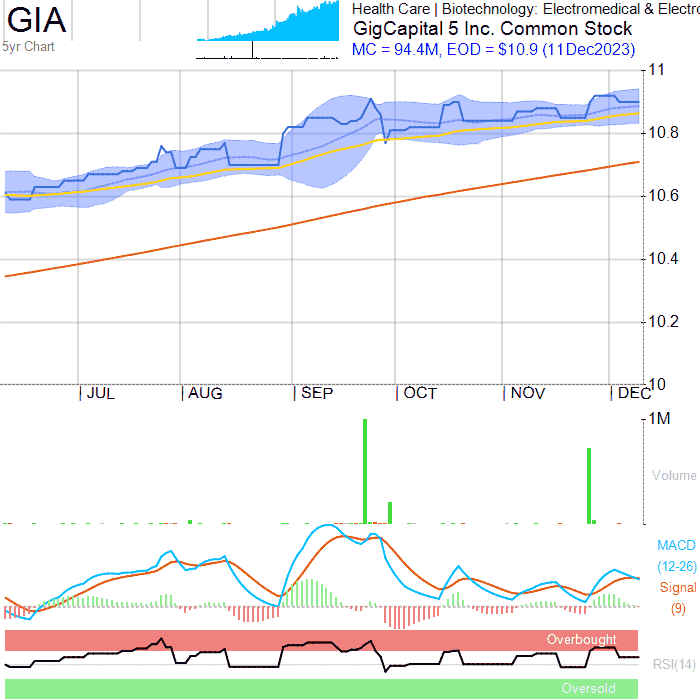 GIA
5yr Chart
Health Care | Biotechnology: Electromedical & Electro
GigCapital 5 Inc. Common Stock
MC = 94.4M, EOD = $10.9 (11Dec2023)
11
10.8
10.6
10.4
10.2
10
| JUL | AUG | SEP | OCT | NOV | DEC
1M
Volume
MACD
(12-26)
Signal
(9)
Overbought
RSI(14)
Oversold